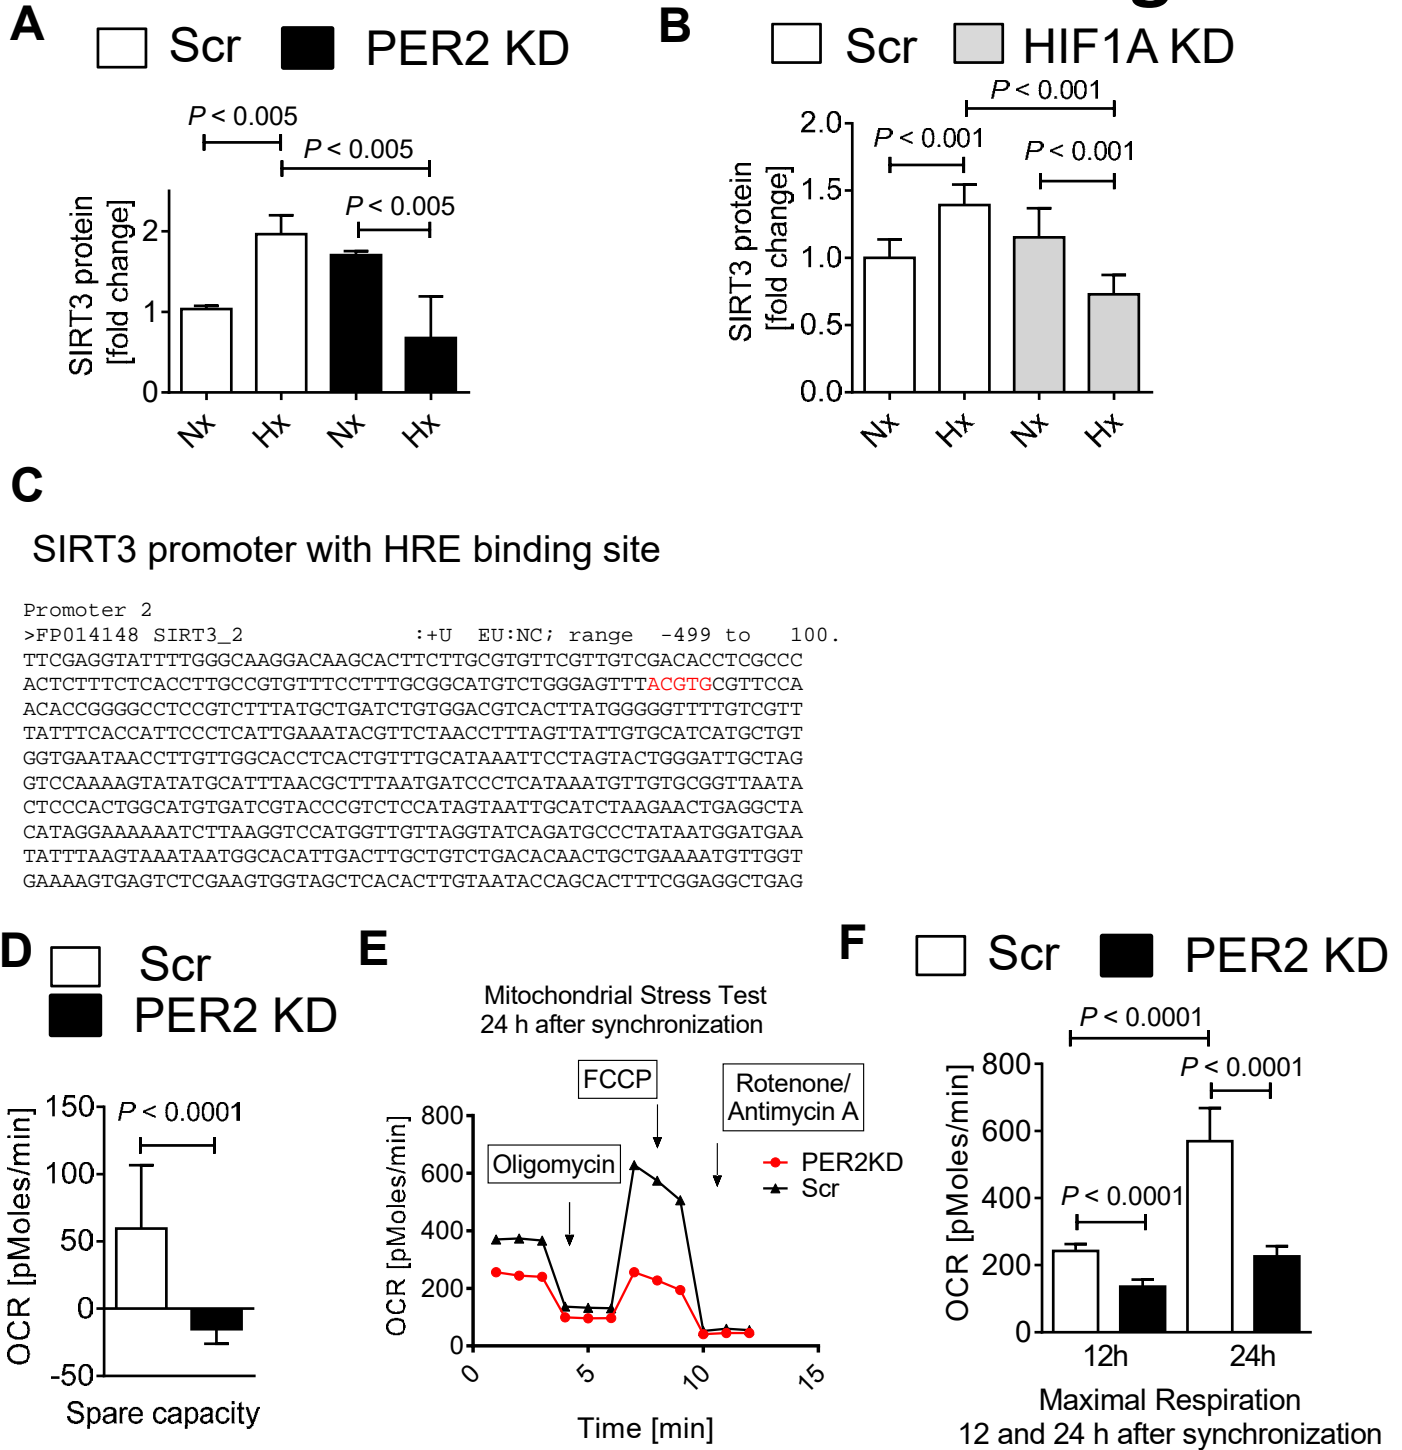 A
Scr PER2 KD
P < 0.005
P < 0.005
P < 0.005
SIRT3 protein
[fold change]
2
1
0
Nx Hx Nx Hx
B
Scr HIF1A KD
P < 0.001
P < 0.001
P < 0.001
SIRT3 protein
[fold change]
2.0
1.5
1.0
0.5
0.0
Nx Hx Nx Hx
C
SIRT3 promoter with HRE binding site
Promoter 2
>FP014148 SIRT3_2 :+U EU:NC; range -499 to 100.
TTCGAGGTATTTTGGGCAAGGACAAGCACTTCTTGCGTGTTCGTTGTCGACACCTCGCCC
ACTCTTTCTCACCTTGCCGTGTTTCCTTTGCGGCATGTCTGGGAGTTTACGTGCGTTCCA
ACACCGGGGCCTCCGTCTTTATGCTGATCTGTGGACGTCACTTATGGGGGTTTTGTCGTT
TATTTCACCATTCCCTCATTGAAATACGTTCTAACCTTTAGTTATTGTGCATCATGCTGT
GGTGAATAACCTTGTTGGCACCTCACTGTTTGCATAAATTCCTAGTACTGGGATTGCTAG
GTCCAAAAGTATATGCATTTAACGCTTTAATGATCCCTCATAAATGTTGTGCGGTTAATA
CTCCCACTGGCATGTGATCGTACCCGTCTCCATAGTAATTGCATCTAAGAACTGAGGCTA
CATAGGAAAAAATCTTAAGGTCCATGGTTGTTAGGTATCAGATGCCCTATAATGGATGAA
TATTTAAGTAAATAATGGCACATTGACTTGCTGTCTGACACAACTGCTGAAAATGTTGGT
GAAAAGTGAGTCTCGAAGTGGTAGCTCACACTTGTAATACCAGCACTTTCGGAGGCTGAG
D
Scr
PER2 KD
P < 0.0001
OCR [pMoles/min]
150
100
50
0
-50
Spare capacity
E
Mitochondrial Stress Test
24 h after synchronization
FCCP
Rotenone/
Antimycin A
Oligomycin
PER2KD
Scr
OCR [pMoles/min]
800
600
400
200
0
0 5 10 15
Time [min]
F
Scr PER2 KD
P < 0.0001
P < 0.0001
P < 0.0001
OCR [pMoles/min]
800
600
400
200
0
12h 24h
Maximal Respiration
12 and 24 h after synchronization